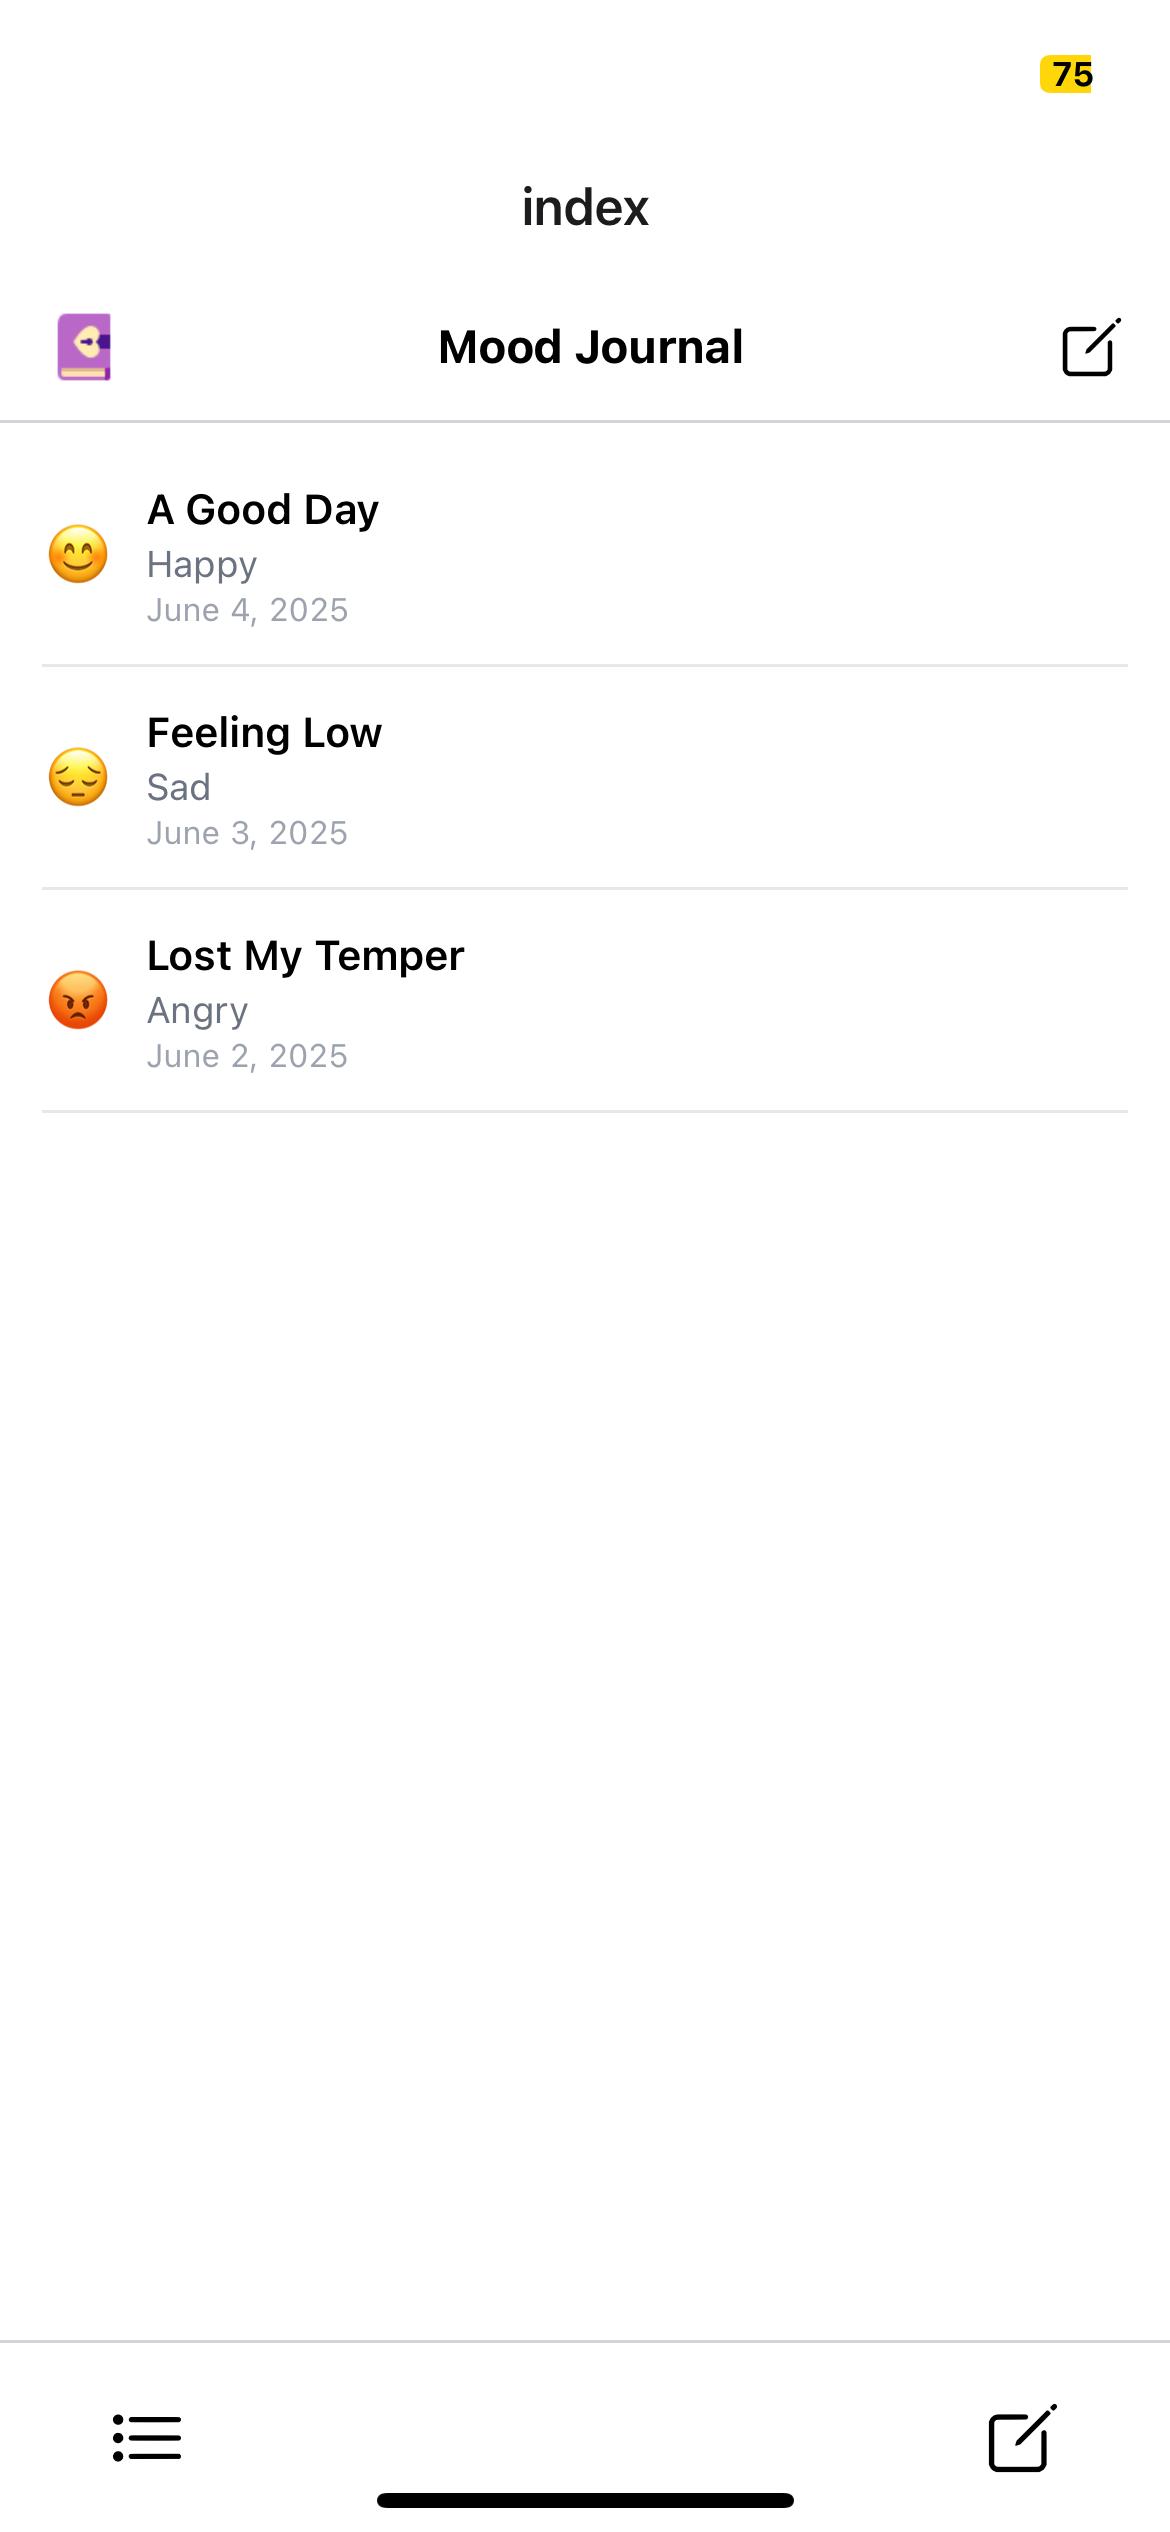 75
index
Mood Journal
A Good Day
Happy
June 4, 2025
Feeling Low
Sad
June 3, 2025
Lost My Temper
Angry
June 2, 2025